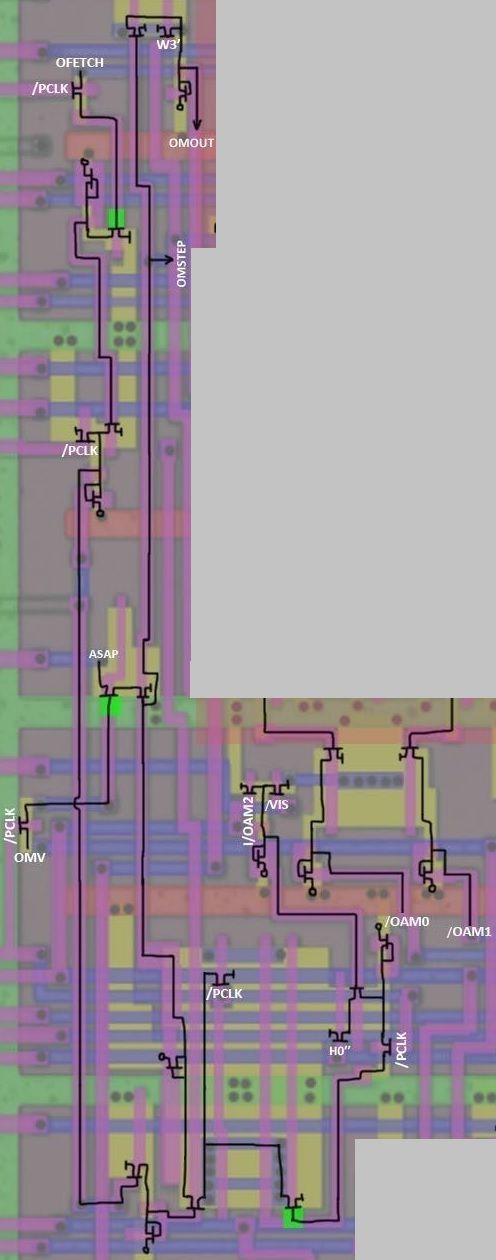 W3'
OFETCH
/PCLK
OMOUT
OMSTEP
/PCLK
ASAP
/PCLK
OMV
I/OAM2
/VIS
/OAM0
/OAM1
/PCLK
H0''
/PCLK